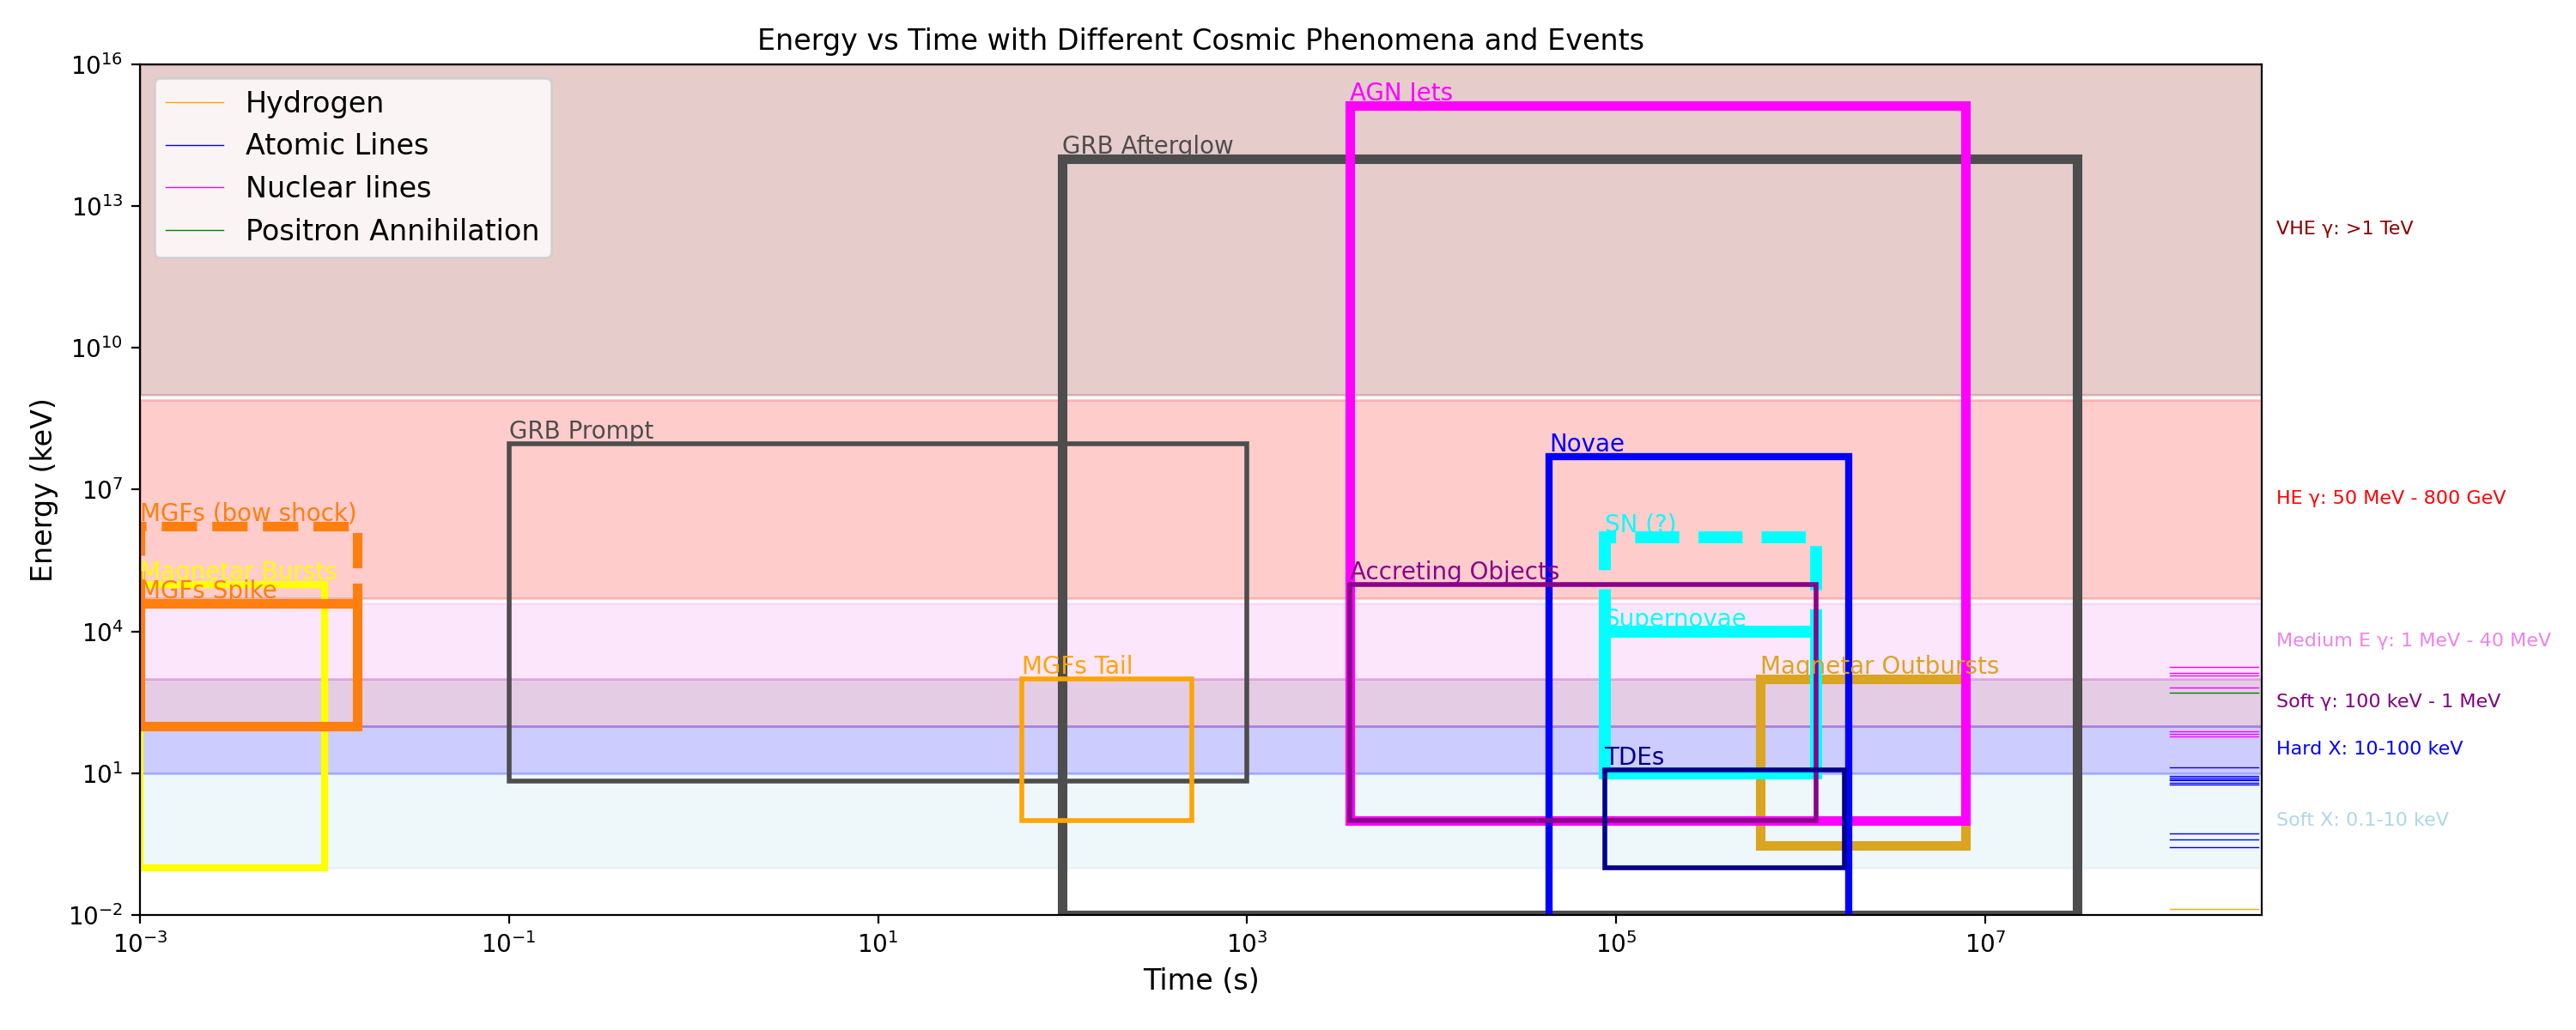 Energy vs Time with Different Cosmic Phenomena and Events
Energy (keV)
10^16
10^13
10^10
10^7
10^4
10^1
10^-2
Hydrogen
Atomic Lines
Nuclear lines
Positron Annihilation
AGN Jets
GRB Afterglow
GRB Prompt
Novae
MGFs (bow shock)
SN (?)
Magnetar Bursts
Accreting Objects
MGFs Spike
Supernovae
MGFs Tail
Magnetar Outbursts
TDEs
VHE γ: >1 TeV
HE γ: 50 MeV - 800 GeV
Medium E γ: 1 MeV - 40 MeV
Soft γ: 100 keV - 1 MeV
Hard X: 10-100 keV
Soft X: 0.1-10 keV
10^-3
10^-1
10^1
10^3
10^5
10^7
Time (s)